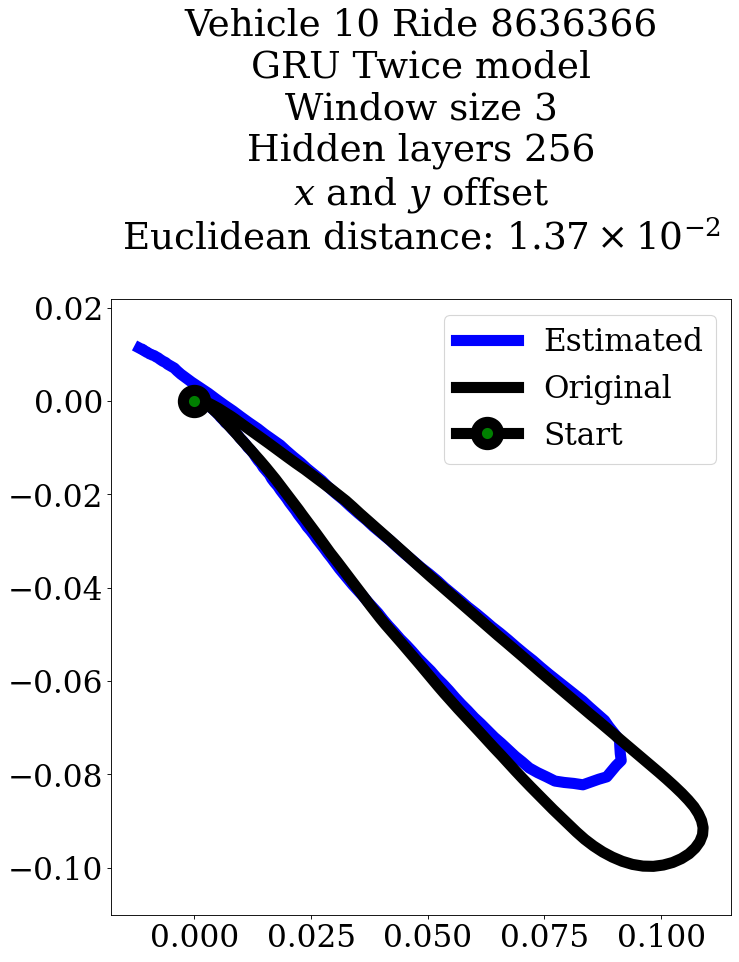 Vehicle 10 Ride 8636366
GRU Twice model
Window size 3
Hidden layers 256
x and y offset
Euclidean distance: 1.37 × 10⁻²
0.02
0.00
−0.02
−0.04
−0.06
−0.08
−0.10
Estimated
Original
Start
0.000 0.025 0.050 0.075 0.100